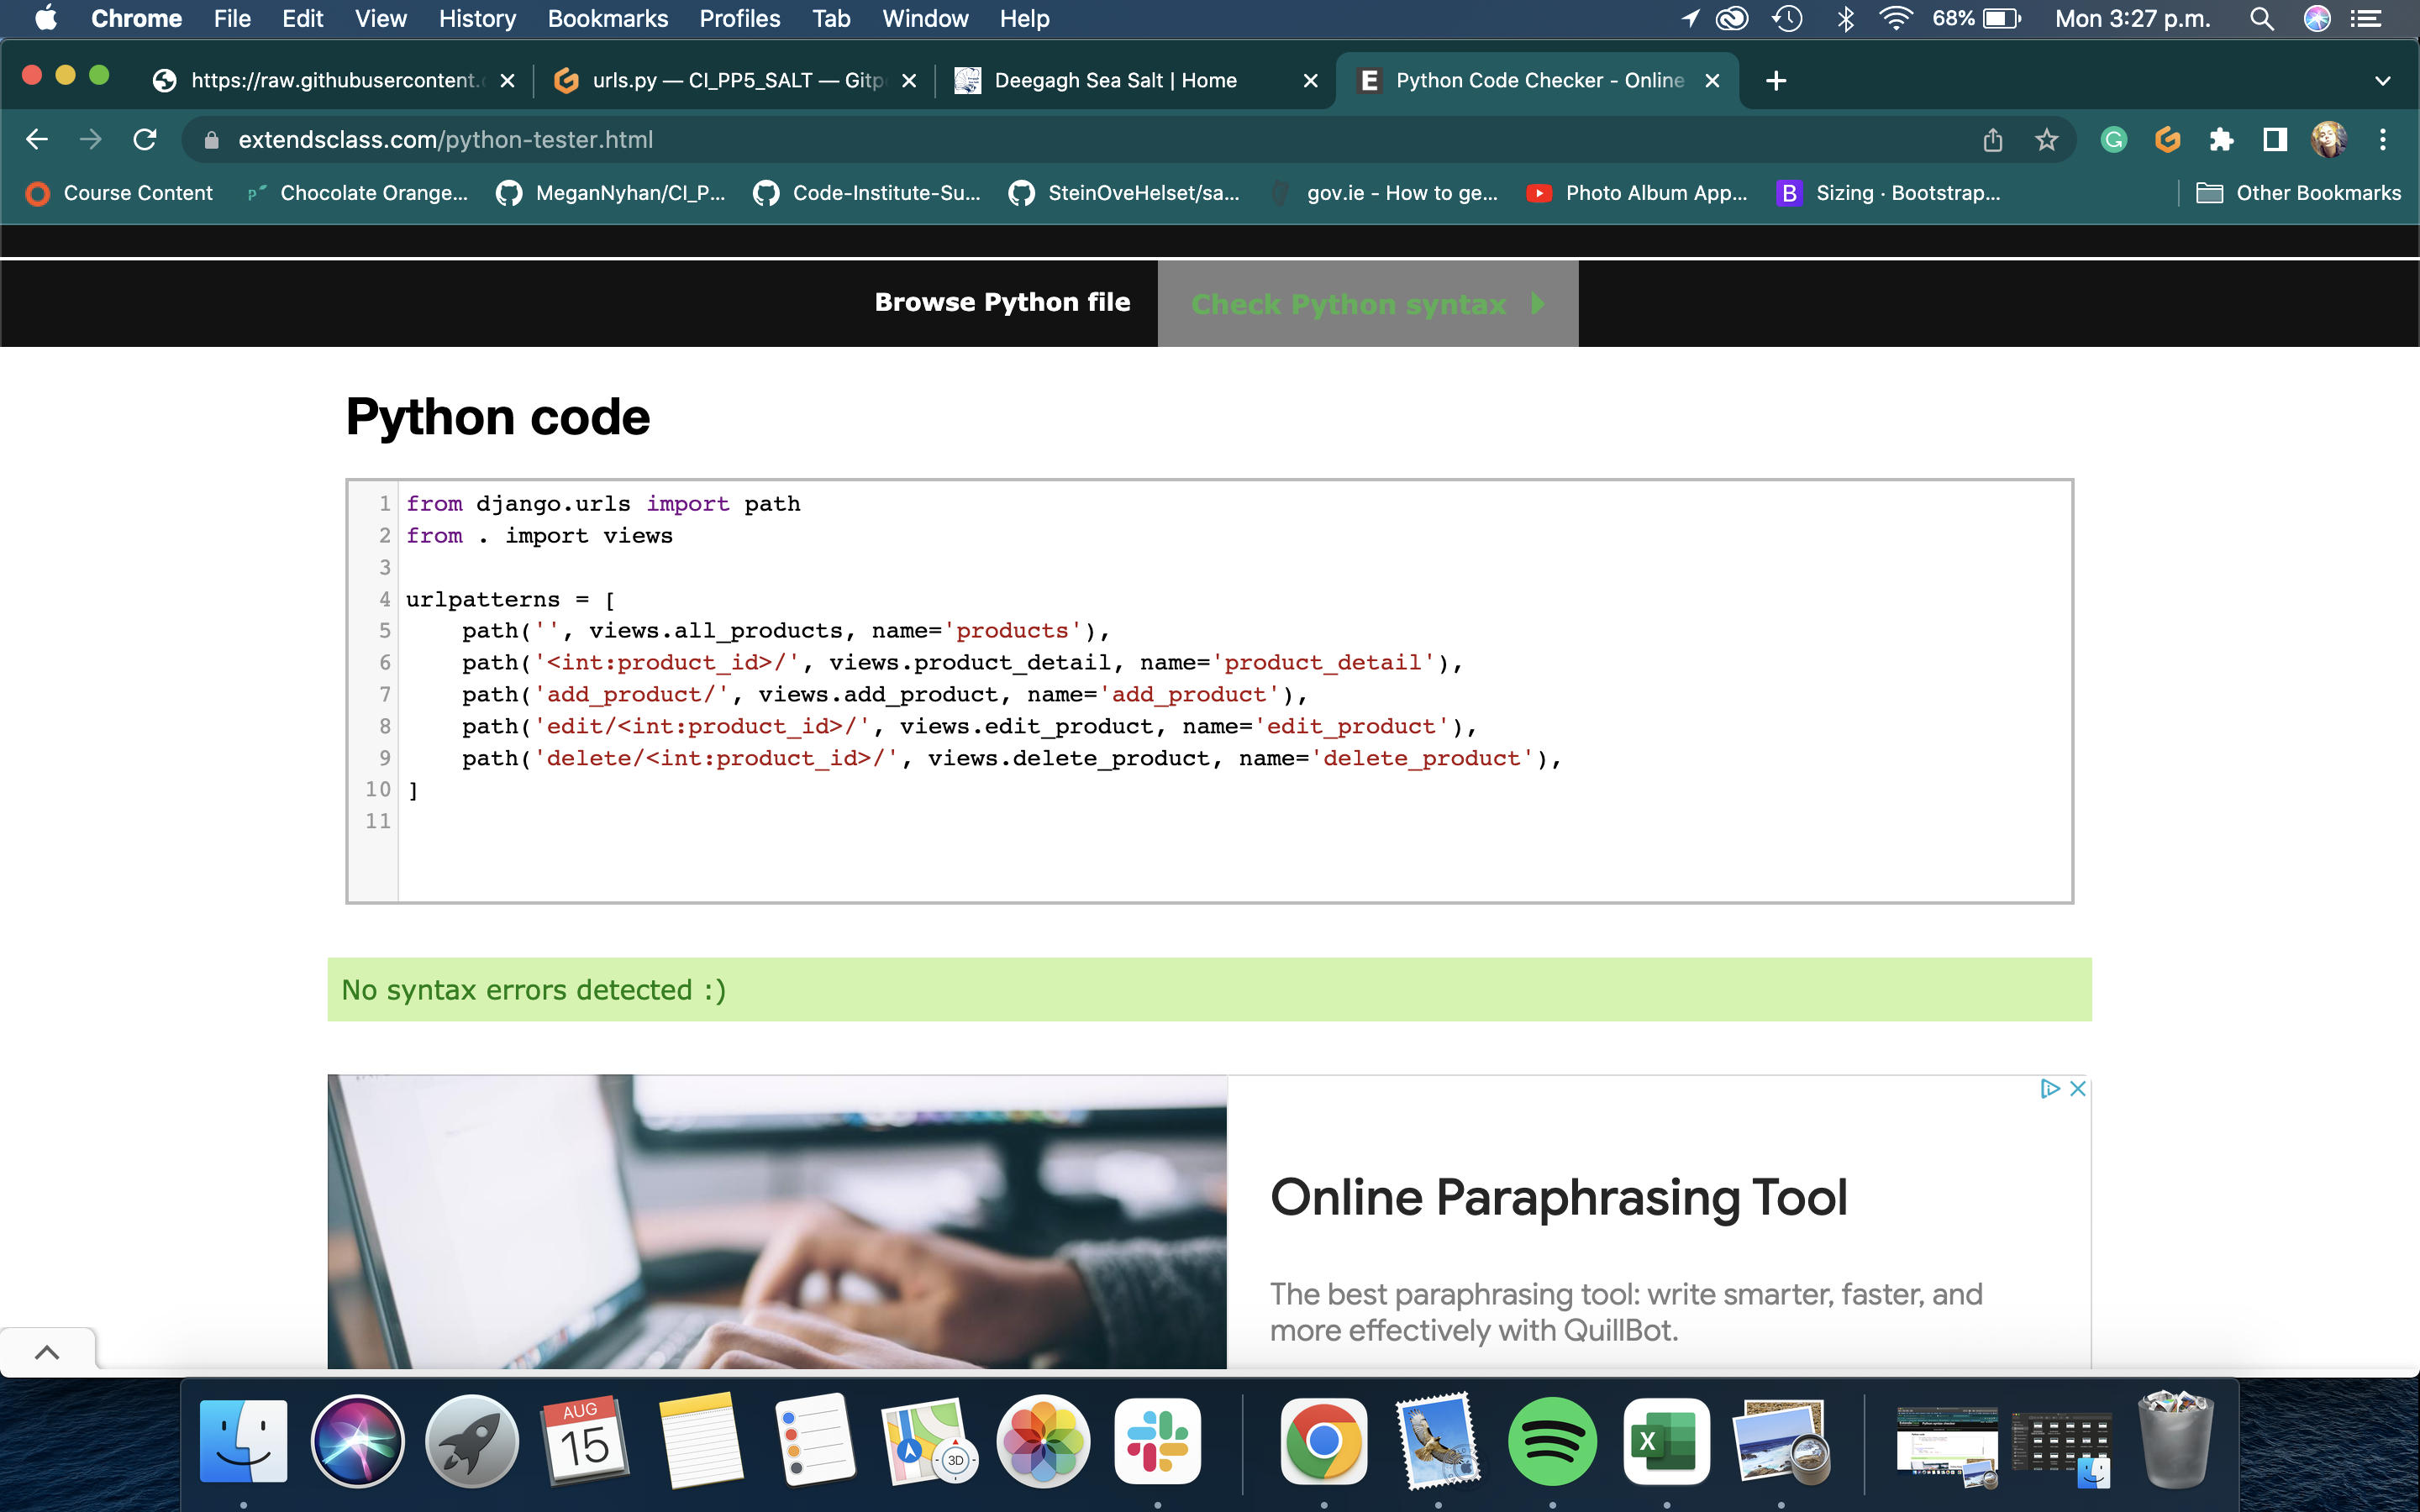 Chrome File Edit View History Bookmarks Profiles Tab Window Help 68% Mon 3:27 p.m.
https://raw.githubusercontent. urls.py — CI_PP5_SALT — Gitp Deegagh Sea Salt | Home E Python Code Checker - Online
extendsclass.com/python-tester.html
Course Content Chocolate Orange... MeganNyhan/CI_P... Code-Institute-Su... SteinOveHelset/sa... gov.ie - How to ge... Photo Album App... B Sizing · Bootstrap... Other Bookmarks
Browse Python file Check Python syntax
Python code
1 from django.urls import path
2 from . import views
3
4 urlpatterns = [
5 path('', views.all_products, name='products'),
6 path('<int:product_id>/', views.product_detail, name='product_detail'),
7 path('add_product/', views.add_product, name='add_product'),
8 path('edit/<int:product_id>/', views.edit_product, name='edit_product'),
9 path('delete/<int:product_id>/', views.delete_product, name='delete_product'),
10 ]
11
No syntax errors detected :)
Online Paraphrasing Tool
The best paraphrasing tool: write smarter, faster, and
more effectively with QuillBot.
AUG
15
3D
X